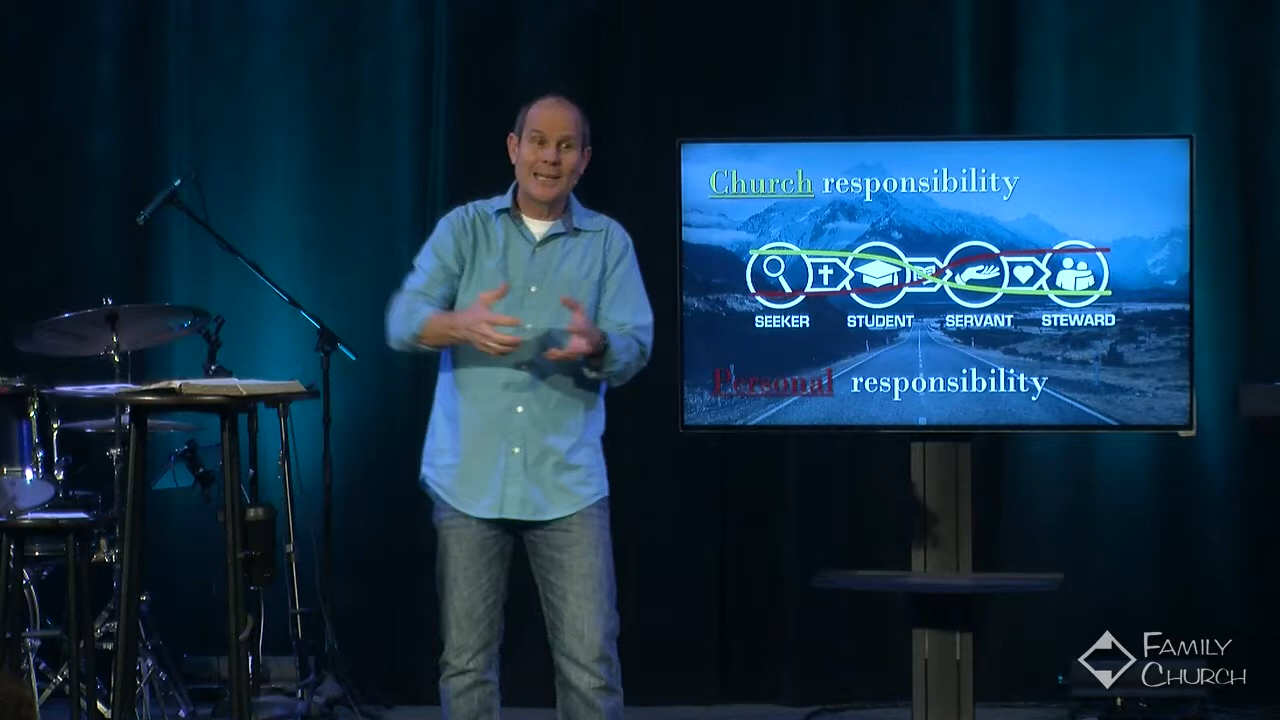 Church responsibility
SEEKER STUDENT SERVANT STEWARD
Personal responsibility
FAMILY
CHURCH